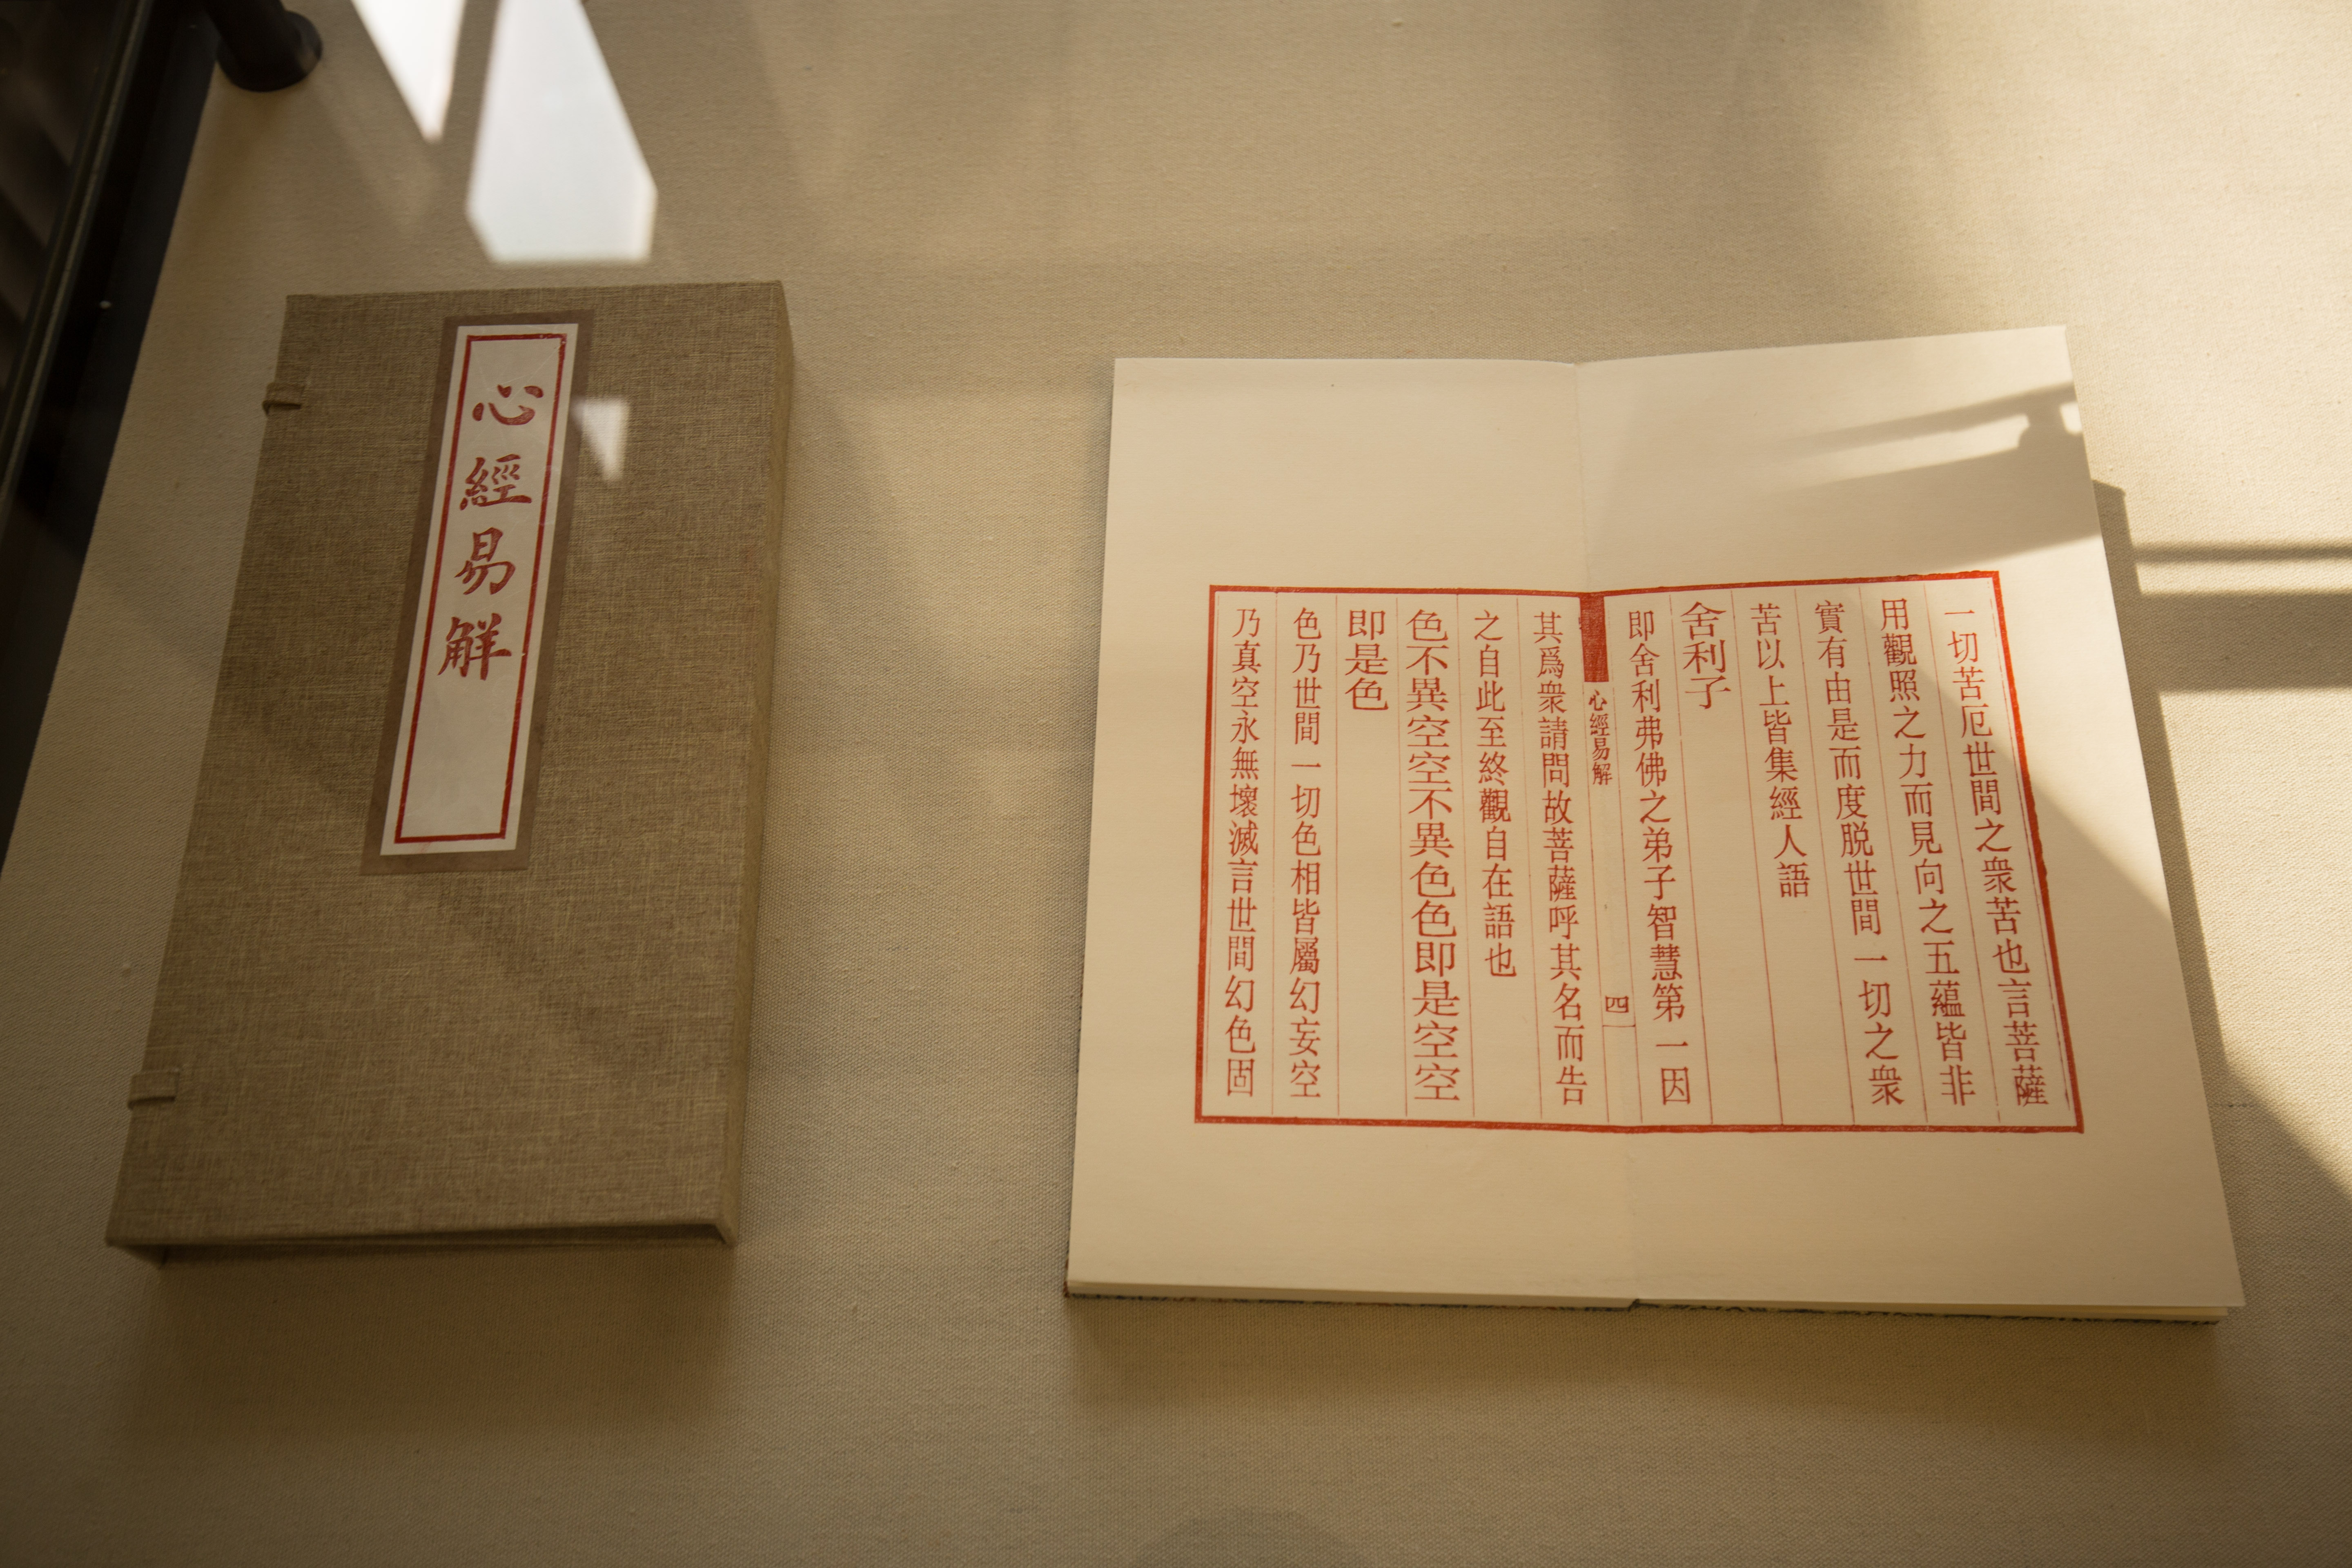 心經易解
一切苦厄世間之衆苦也言菩薩
用觀照之力而見向之五蘊皆非
實有由是而度脱世間一切之衆
苦以上皆集經人語
舍利子
即舍利弗佛之弟子智慧第一因
心經易解
四
其爲衆請問故菩薩呼其名而告
之自此至終觀自在語也
色不異空空不異色色即是空空
即是色
色乃世間一切色相皆屬幻妄空
乃真空永無壞滅言世間幻色固